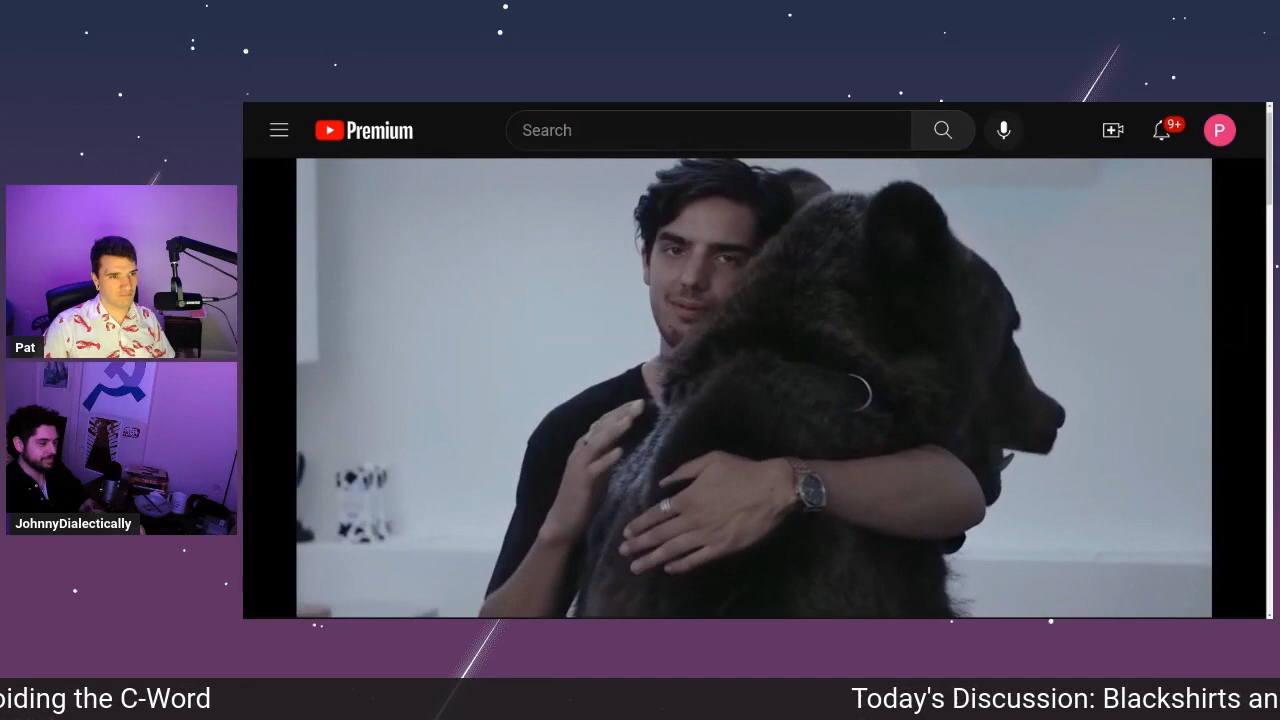 Premium
Search
9+
P
Pat
JohnnyDialectically
oiding the C-Word
Today's Discussion: Blackshirts an